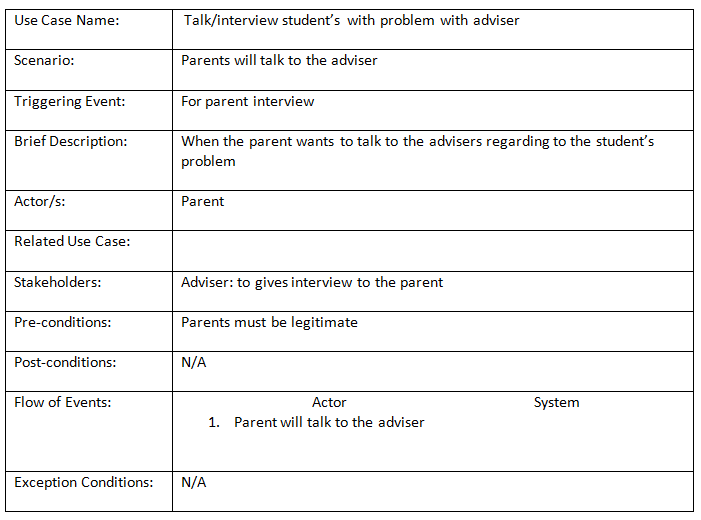 Use Case Name: Talk/interview student's with problem with adviser
Scenario: Parents will talk to the adviser
Triggering Event: For parent interview
Brief Description: When the parent wants to talk to the advisers regarding to the student's
problem
Actor/s: Parent
Related Use Case:
Stakeholders: Adviser: to gives interview to the parent
Pre-conditions: Parents must be legitimate
Post-conditions: N/A
Flow of Events: Actor System
1. Parent will talk to the adviser
Exception Conditions: N/A